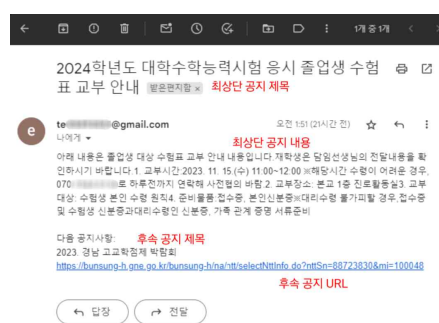 1개 중 1개
2024학년도 대학수학능력시험 응시 졸업생 수험
표 교부 안내 받은편지함 × 최상단 공지 제목
e
te @gmail.com 오전 1:51 (21시간 전)
나에게
최상단 공지 내용
아래 내용은 졸업생 대상 수험표 교부 안내 내용입니다.재학생은 담임선생님의 전달내용을 확
인하시기 바랍니다.1. 교부시간:2023. 11. 15.(수) 11:00~12:00 ※해당시간 수령이 어려운 경우,
070 로 하루전까지 연락해 사전협의 바람.2. 교부장소: 본교 1층 진로활동실3. 교부
대상: 수험생 본인 수령 원칙4. 준비물품:접수증, 본인신분증※대리수령 불가피할 경우,접수증
및 수험생 신분증과대리수령인 신분증, 가족 관계 증명 서류준비
다음 공지사항: 후속 공지 제목
2023. 경남 고교학점제 박람회
https://bunsung-h.gne.go.kr/bunsung-h/na/ntt/selectNttInfo.do?nttSn=88723830&mi=100048
후속 공지 URL
답장 전달